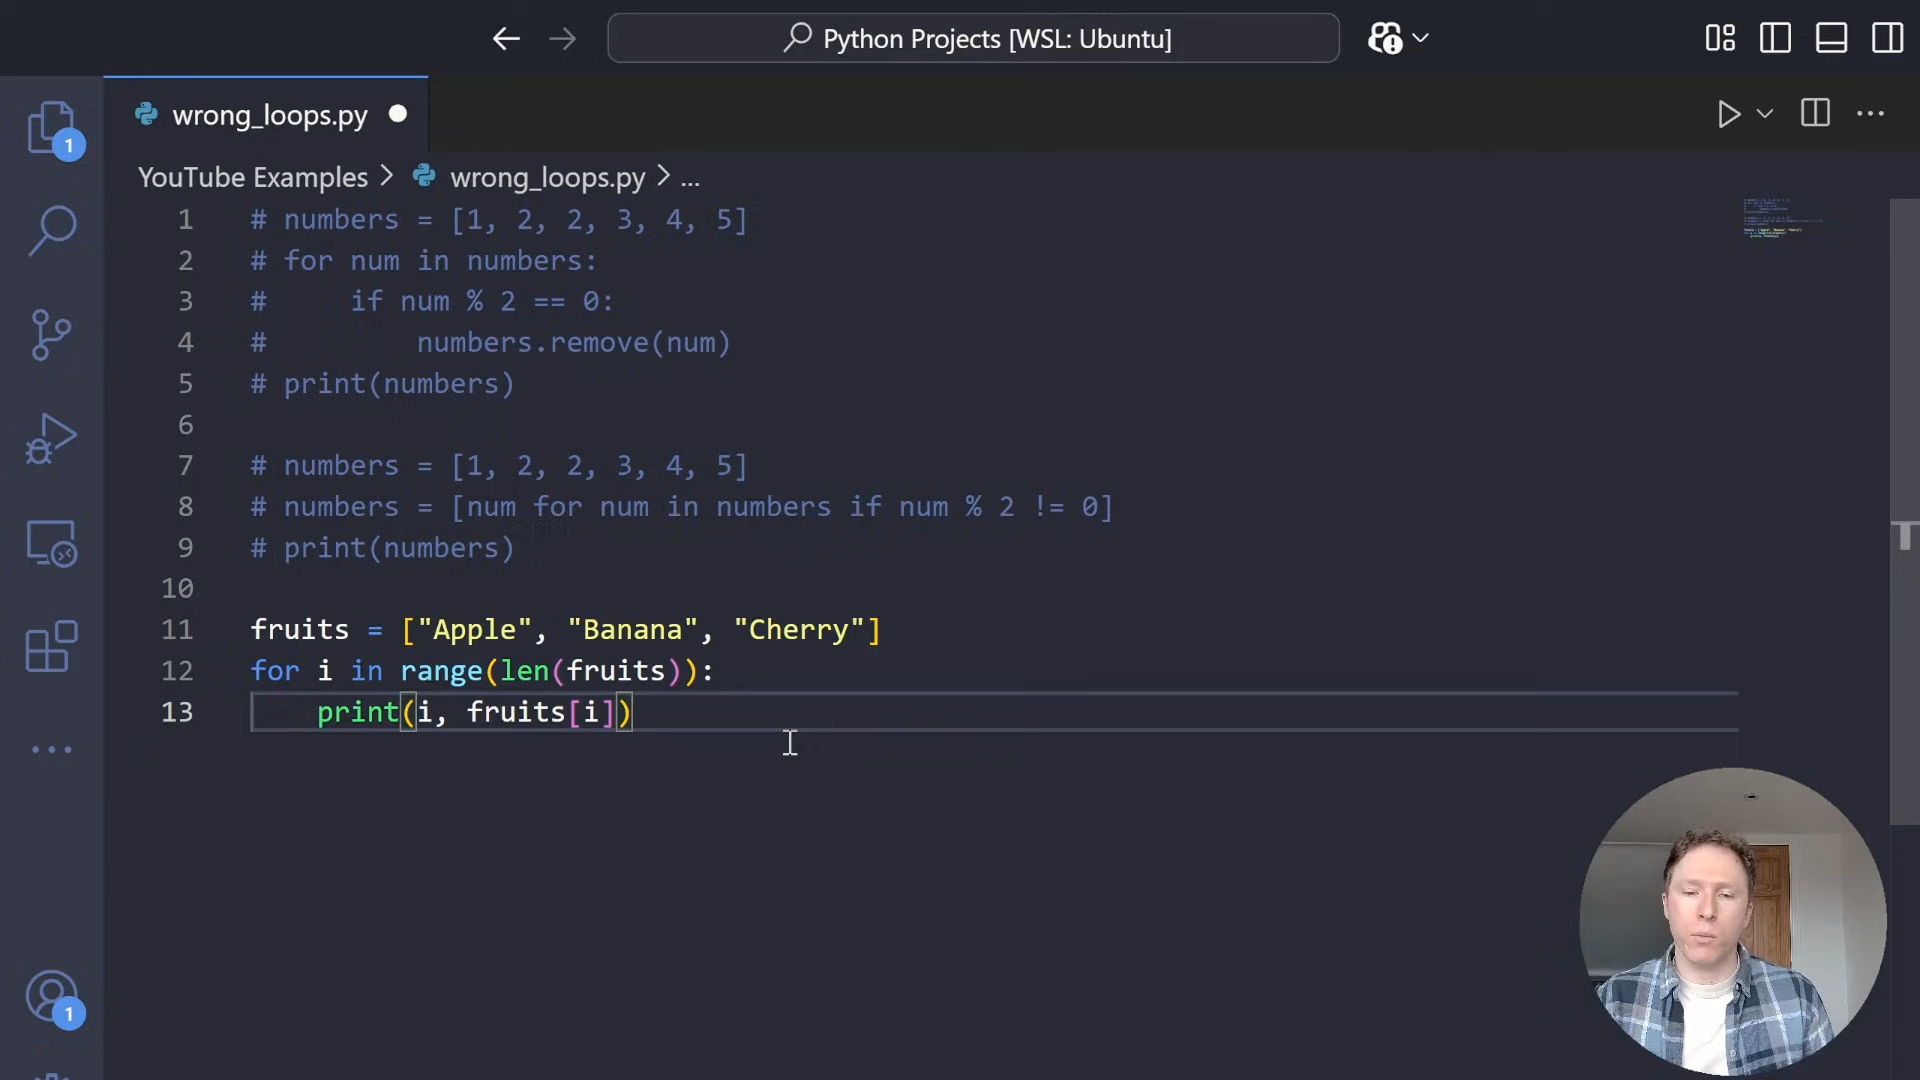 Python Projects [WSL: Ubuntu]
wrong_loops.py
YouTube Examples > wrong_loops.py > ...
1 # numbers = [1, 2, 2, 3, 4, 5]
2 # for num in numbers:
3 #     if num % 2 == 0:
4 #         numbers.remove(num)
5 # print(numbers)
6
7 # numbers = [1, 2, 2, 3, 4, 5]
8 # numbers = [num for num in numbers if num % 2 != 0]
9 # print(numbers)
10
11 fruits = ["Apple", "Banana", "Cherry"]
12 for i in range(len(fruits)):
13     print(i, fruits[i])
1
1